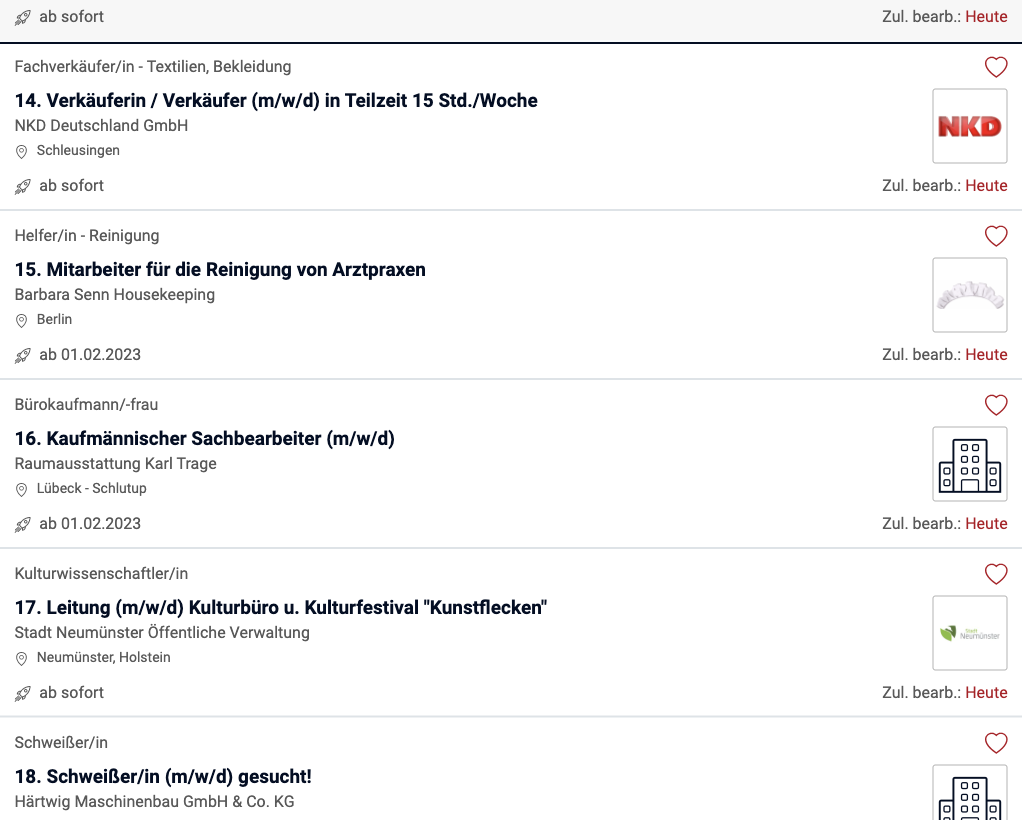 ab sofort Zul. bearb.: Heute
Fachverkäufer/in - Textilien, Bekleidung
14. Verkäuferin / Verkäufer (m/w/d) in Teilzeit 15 Std./Woche
NKD Deutschland GmbH
NKD
Schleusingen
ab sofort Zul. bearb.: Heute
Helfer/in - Reinigung
15. Mitarbeiter für die Reinigung von Arztpraxen
Barbara Senn Housekeeping
Berlin
ab 01.02.2023 Zul. bearb.: Heute
Bürokaufmann/-frau
16. Kaufmännischer Sachbearbeiter (m/w/d)
Raumausstattung Karl Trage
Lübeck - Schlutup
ab 01.02.2023 Zul. bearb.: Heute
Kulturwissenschaftler/in
17. Leitung (m/w/d) Kulturbüro u. Kulturfestival "Kunstflecken"
Stadt Neumünster Öffentliche Verwaltung
Stadt
Neumünster
Neumünster, Holstein
ab sofort Zul. bearb.: Heute
Schweißer/in
18. Schweißer/in (m/w/d) gesucht!
Härtwig Maschinenbau GmbH & Co. KG